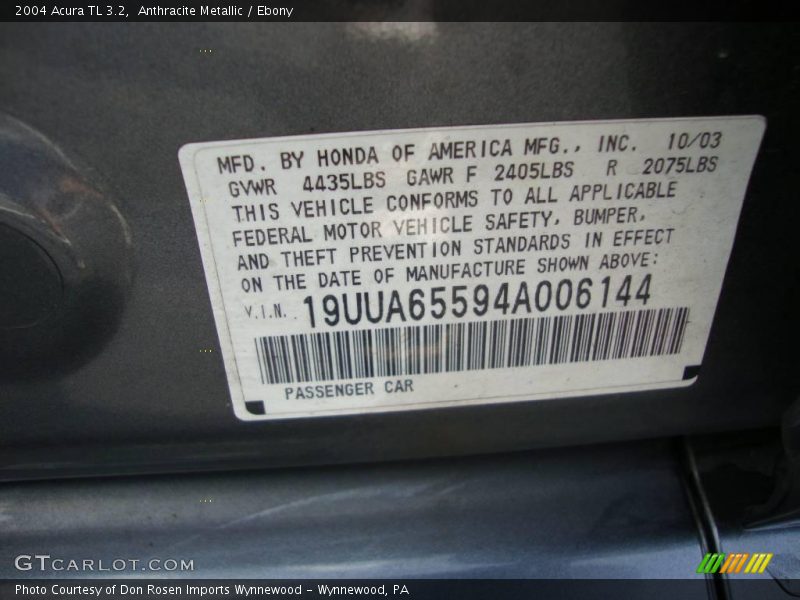 2004 Acura TL 3.2, Anthracite Metallic / Ebony
MFD. BY HONDA OF AMERICA MFG., INC. 10/03
GVWR 4435LBS GAWR F 2405LBS R 2075LBS
THIS VEHICLE CONFORMS TO ALL APPLICABLE
FEDERAL MOTOR VEHICLE SAFETY, BUMPER,
AND THEFT PREVENTION STANDARDS IN EFFECT
ON THE DATE OF MANUFACTURE SHOWN ABOVE:
V.I.N. 19UUA65594A006144
PASSENGER CAR
GTCARLOT.COM
Photo Courtesy of Don Rosen Imports Wynnewood - Wynnewood, PA